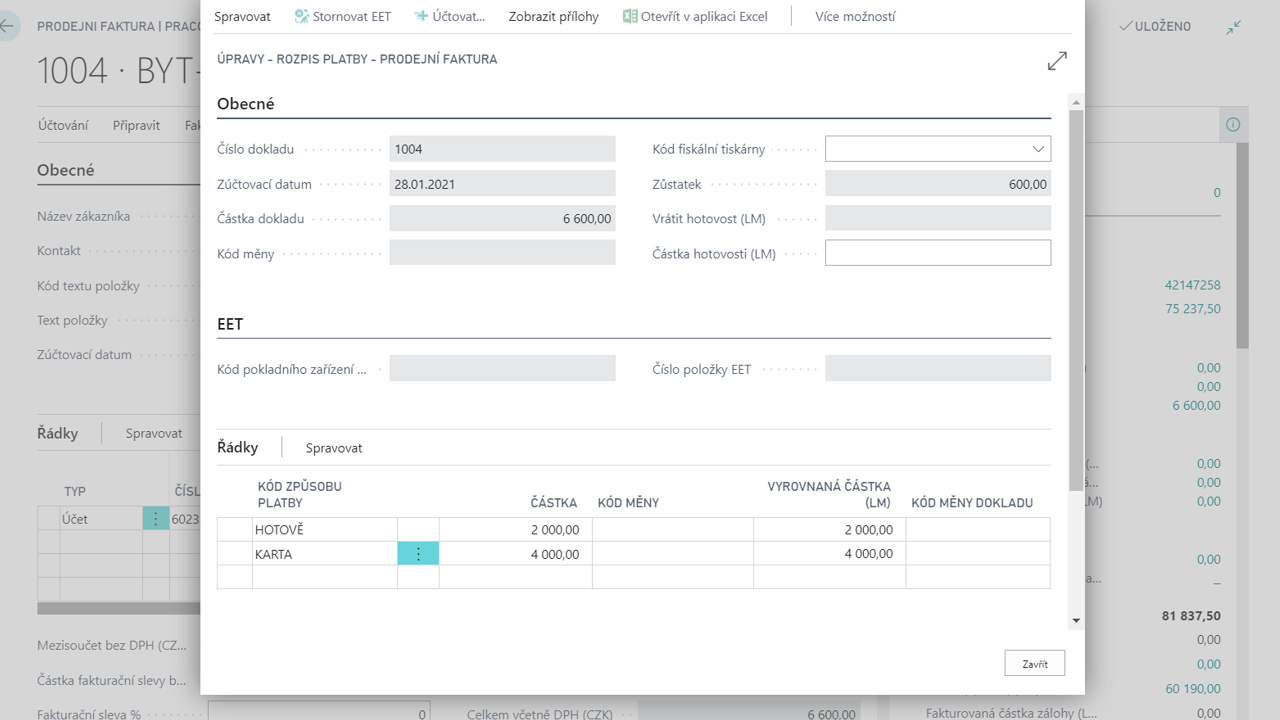 PRODEJNI FAKTURA | PRACO
ULOŽENO
1004 · BYT-
Účtování Připravit Fak
Obecné
Název zákazníka
Kontakt
Kód textu položky
Text položky
Zúčtovací datum
Řádky Spravovat
TYP ČÍSL
Účet 6023
Mezisoučet bez DPH (CZ...
Částka fakturační slevy b...
Fakturační sleva % 0
Celkem včetně DPH (CZK) 6 600,00
Spravovat Stornovat EET Účtovat... Zobrazit přílohy Otevřít v aplikaci Excel Více možností
ÚPRAVY - ROZPIS PLATBY - PRODEJNÍ FAKTURA
Obecné
Číslo dokladu 1004
Zúčtovací datum 28.01.2021
Částka dokladu 6 600,00
Kód měny
Kód fiskální tiskárny
Zůstatek 600,00
Vrátit hotovost (LM)
Částka hotovosti (LM)
EET
Kód pokladního zařízení ...
Číslo položky EET
Řádky Spravovat
KÓD ZPŮSOBU PLATBY ČÁSTKA KÓD MĚNY VYROVNANÁ ČÁSTKA (LM) KÓD MĚNY DOKLADU
HOTOVĚ 2 000,00 2 000,00
KARTA 4 000,00 4 000,00
Zavřít
0
42147258
75 237,50
0,00
0,00
6 600,00
(... 0,00
á... 0,00
LM) 0,00
0,00
a... –
81 837,50
0,00
0,00
60 190,00
Fakturovaná částka zálohy (L... 0,00